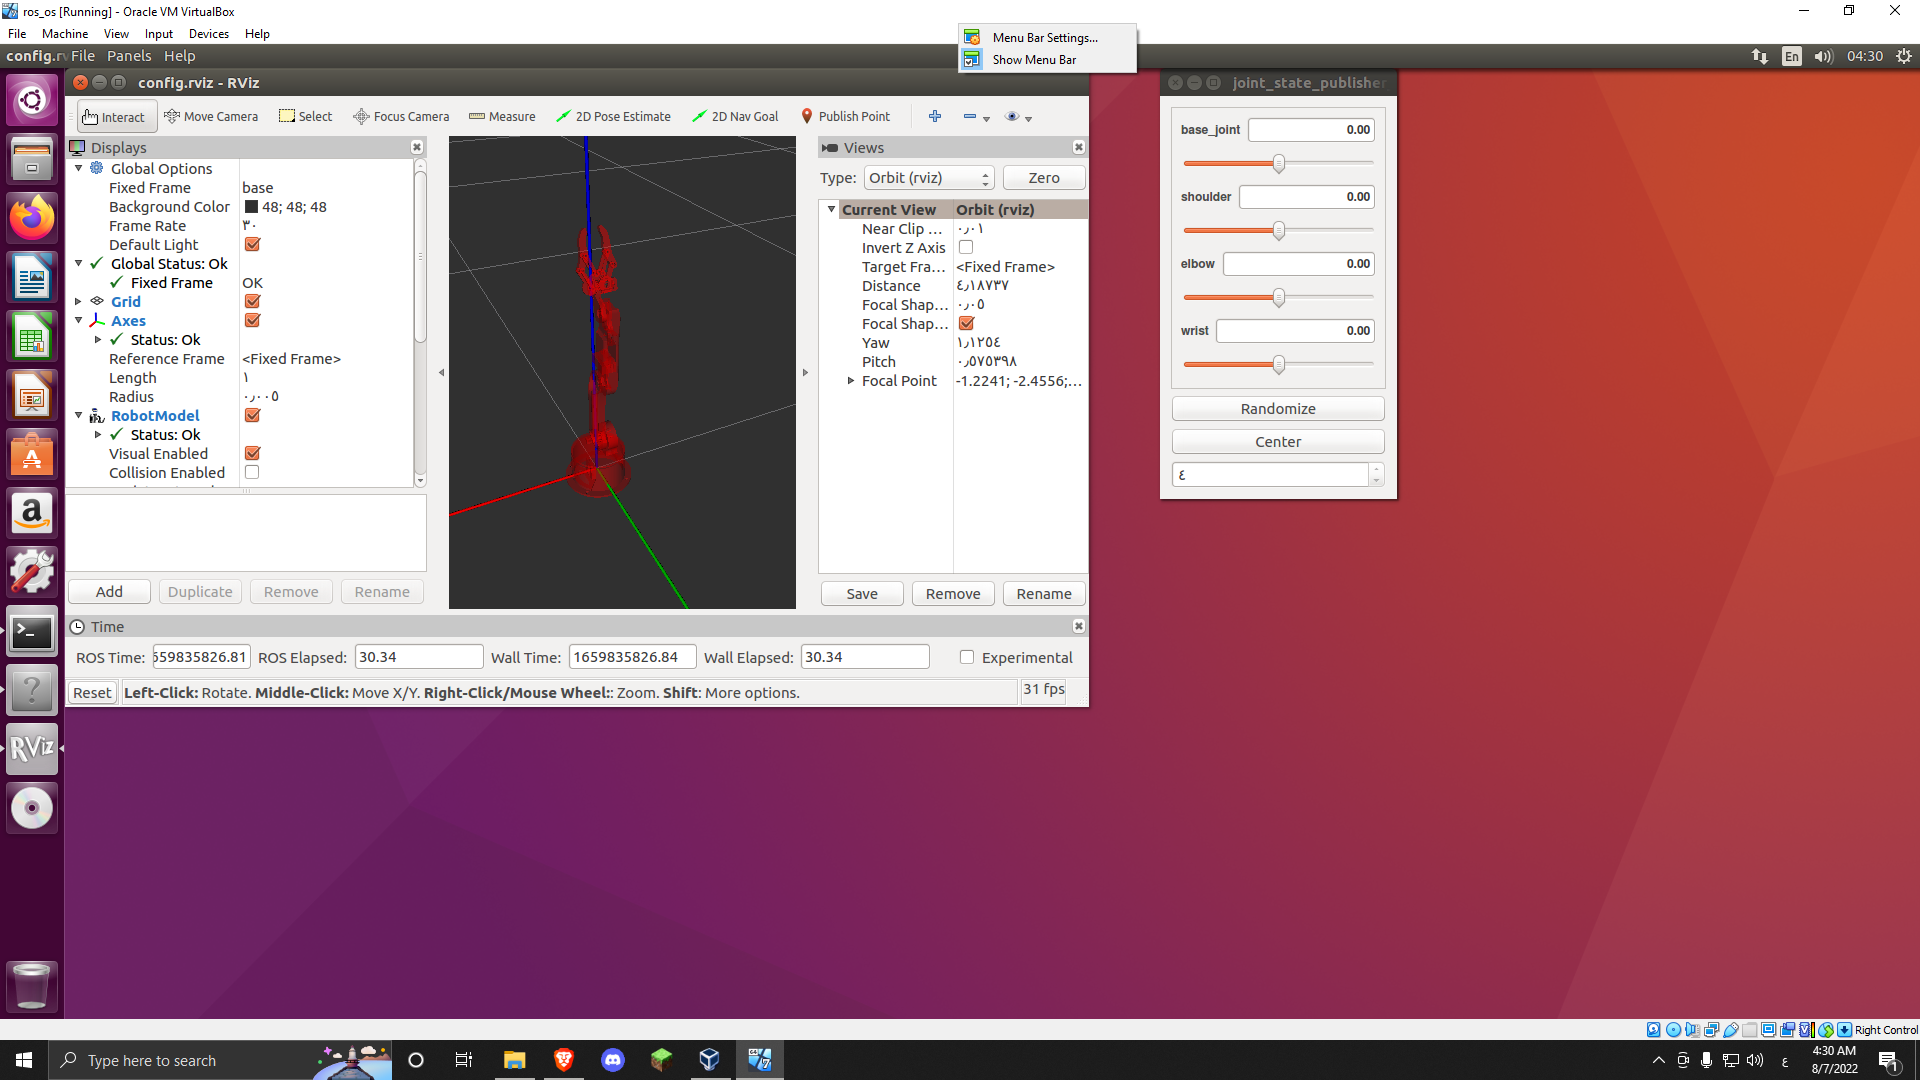 ros_os [Running] - Oracle VM VirtualBox
File Machine View Input Devices Help
Menu Bar Settings...
Show Menu Bar
config.rv File Panels Help
En 04:30
config.rviz - RViz
Interact Move Camera Select Focus Camera Measure 2D Pose Estimate 2D Nav Goal Publish Point
Displays
Global Options
Fixed Frame base
Background Color 48; 48; 48
Frame Rate ٣٠
Default Light
Global Status: Ok
Fixed Frame OK
Grid
Axes
Status: Ok
Reference Frame <Fixed Frame>
Length ١
Radius ٠٫٠٠٥
RobotModel
Status: Ok
Visual Enabled
Collision Enabled
Add Duplicate Remove Rename
Views
Type: Orbit (rviz) Zero
Current View Orbit (rviz)
Near Clip ... ٠٫٠١
Invert Z Axis
Target Fra... <Fixed Frame>
Distance ٤٫١٨٧٣٧
Focal Shap... ٠٫٠٥
Focal Shap...
Yaw ١٫١٢٥٤
Pitch ٠٫٥٧٥٣٩٨
Focal Point -1.2241; -2.4556;...
Save Remove Rename
Time
ROS Time: 659835826.81 ROS Elapsed: 30.34 Wall Time: 1659835826.84 Wall Elapsed: 30.34 Experimental
Reset Left-Click: Rotate. Middle-Click: Move X/Y. Right-Click/Mouse Wheel:: Zoom. Shift: More options. 31 fps
joint_state_publisher
base_joint 0.00
shoulder 0.00
elbow 0.00
wrist 0.00
Randomize
Center
٤
RViz
Right Control
Type here to search
ع
4:30 AM
8/7/2022
1